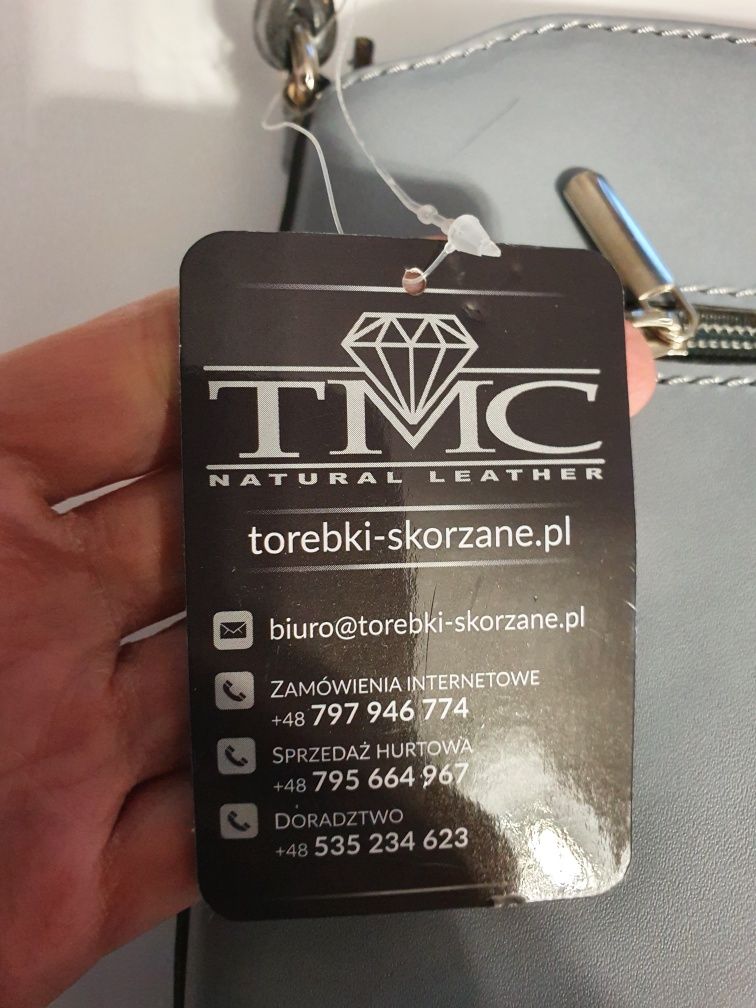 TMC
NATURAL LEATHER
torebki-skorzane.pl
biuro@torebki-skorzane.pl
ZAMÓWIENIA INTERNETOWE
+48 797 946 774
SPRZEDAŻ HURTOWA
+48 795 664 967
DORADZTWO
+48 535 234 623